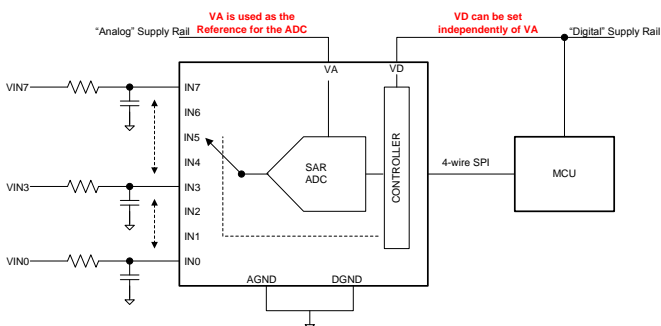 VA is used as the
Reference for the ADC
"Analog" Supply Rail
VD can be set
independently of VA
"Digital" Supply Rail
VA
VD
VIN7
IN7
IN6
IN5
IN4
VIN3
IN3
IN2
IN1
VIN0
IN0
SAR
ADC
CONTROLLER
4-wire SPI
MCU
AGND
DGND